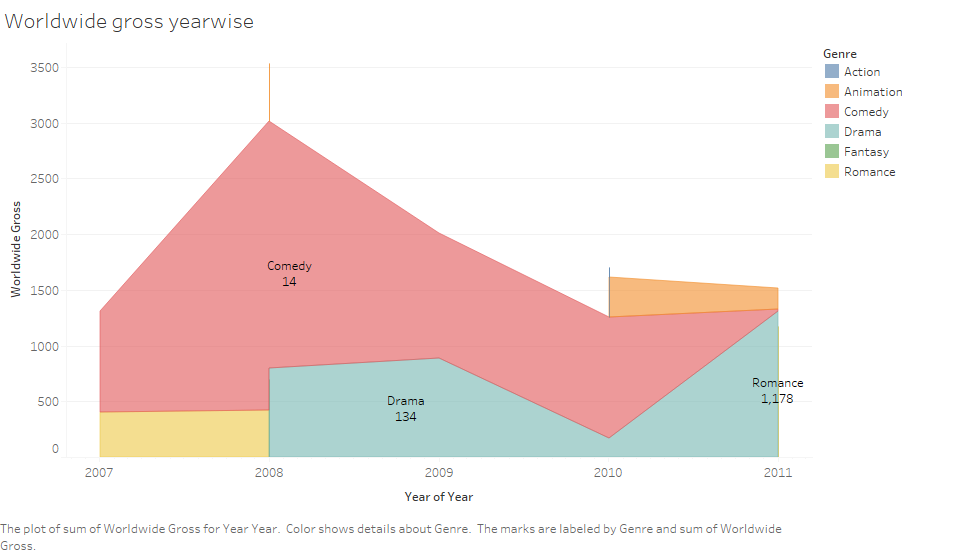 Worldwide gross yearwise
Genre
Action
Animation
Comedy
Drama
Fantasy
Romance
Worldwide Gross
3500
3000
2500
2000
1500
1000
500
0
Comedy
14
Drama
134
Romance
1,178
2007
2008
2009
2010
2011
Year of Year
The plot of sum of Worldwide Gross for Year Year.  Color shows details about Genre.  The marks are labeled by Genre and sum of Worldwide
Gross.